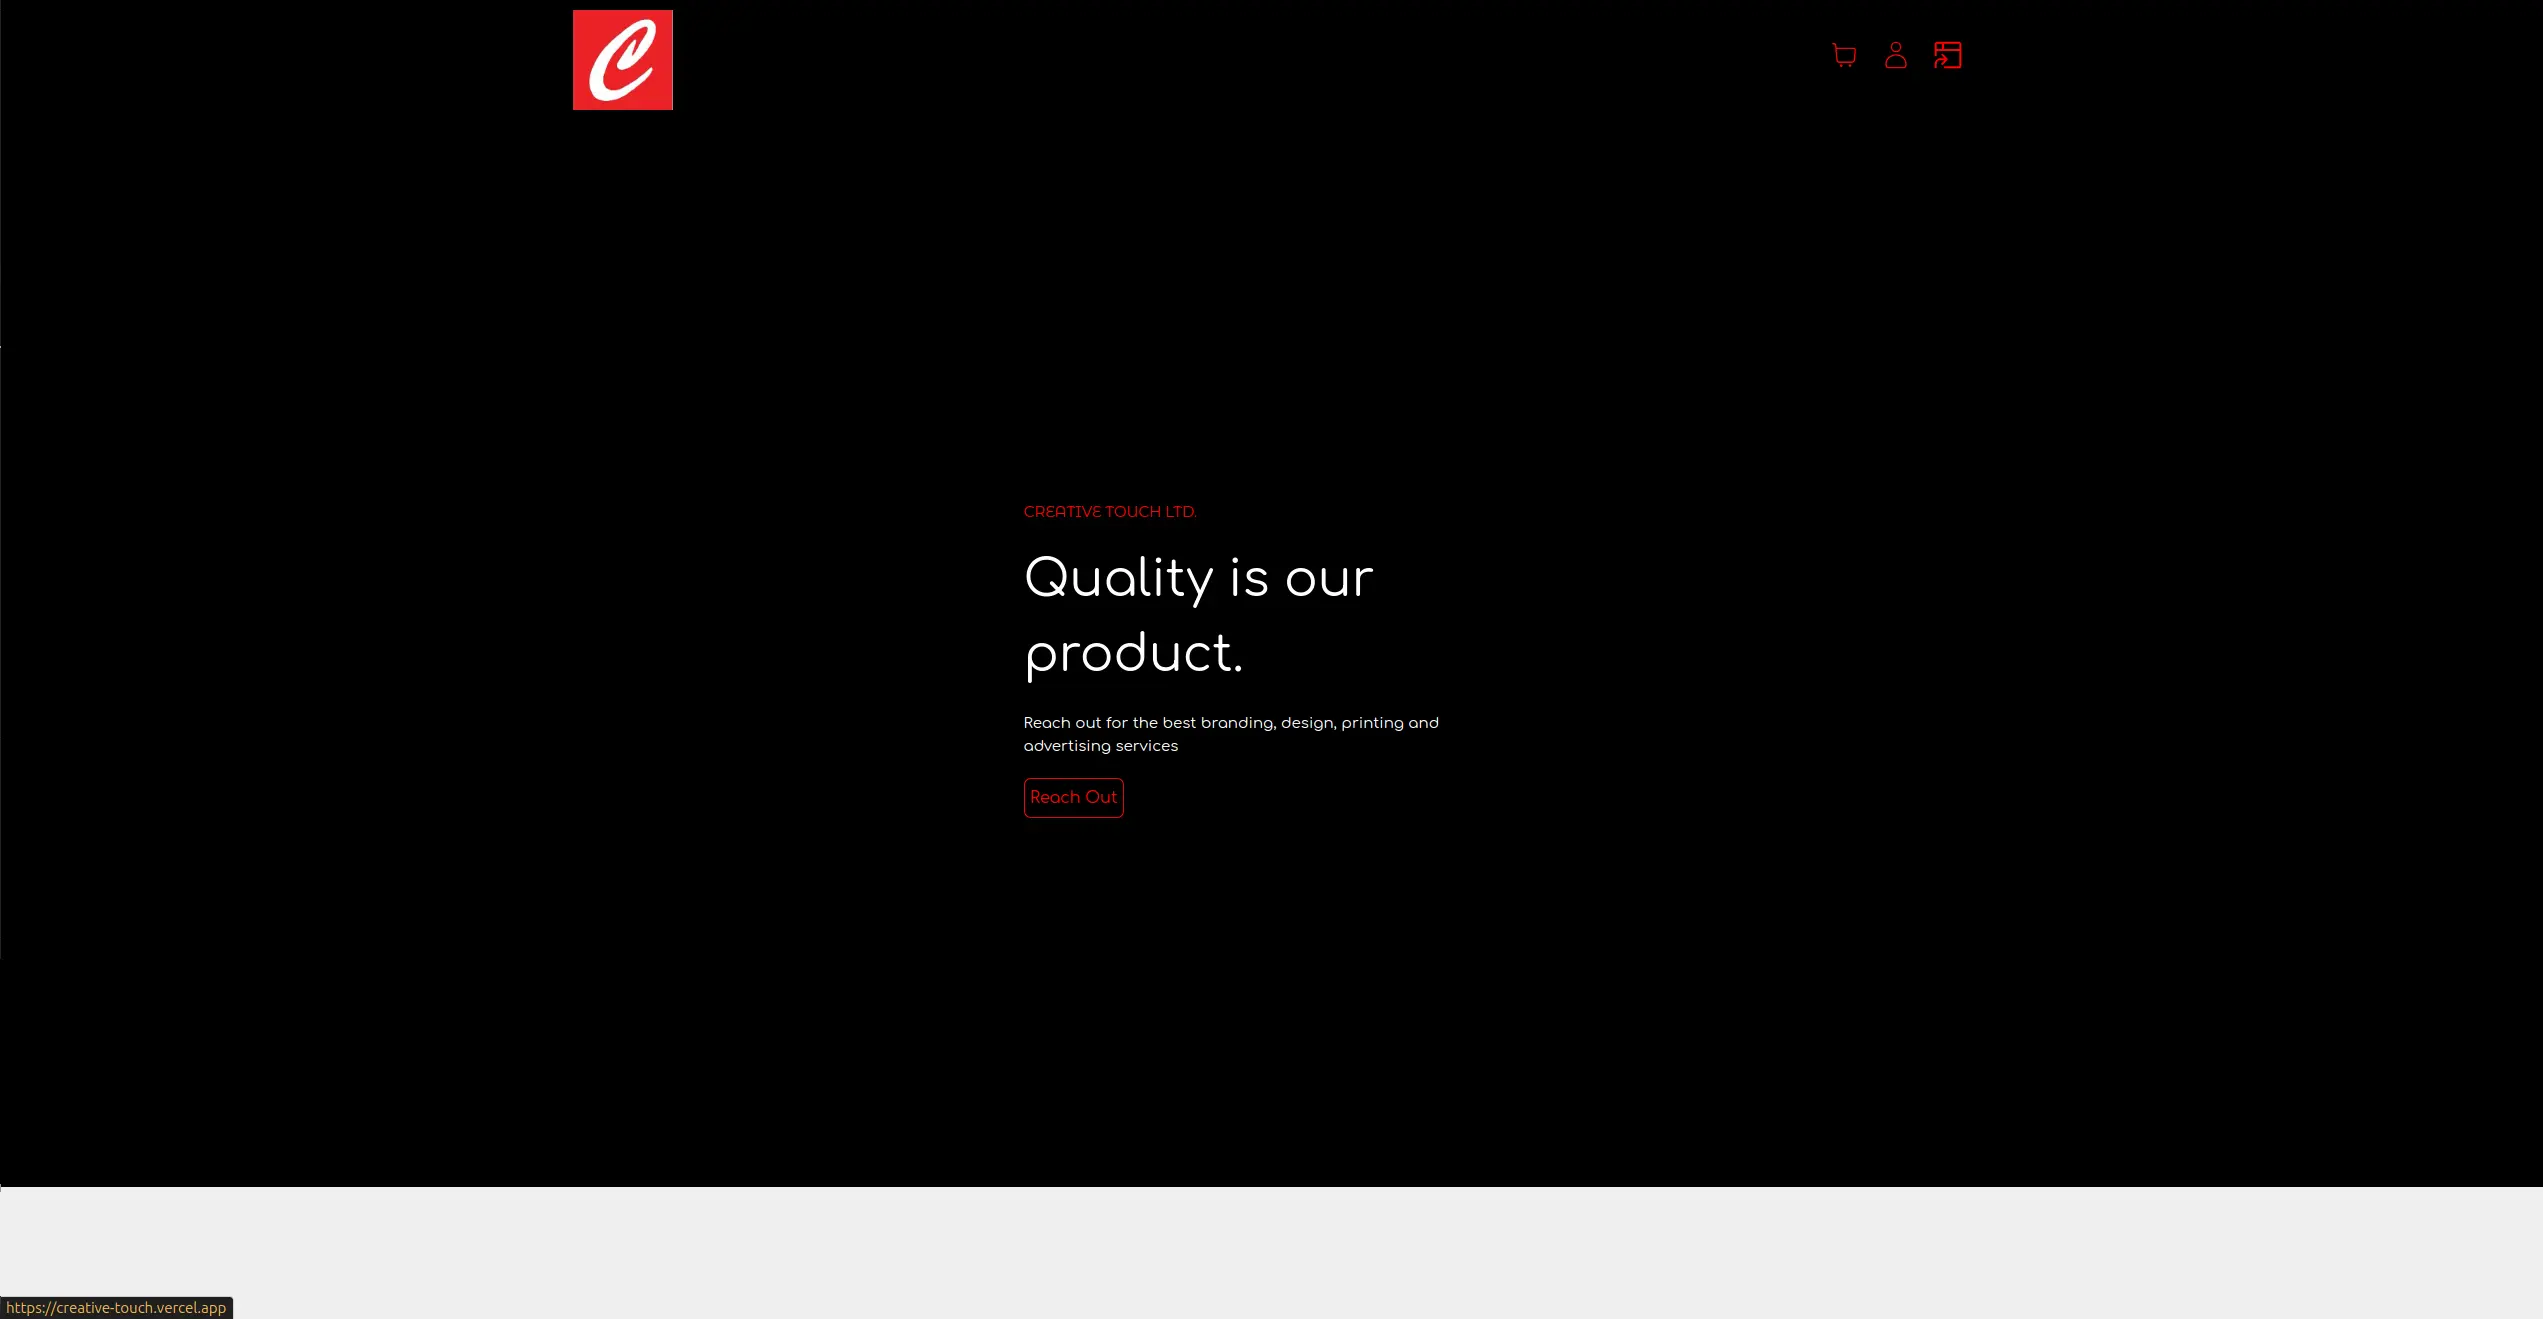 C
CREATIVE TOUCH LTD.
Quality is our
product.
Reach out for the best branding, design, printing and
advertising services
Reach Out
https://creative-touch.vercel.app